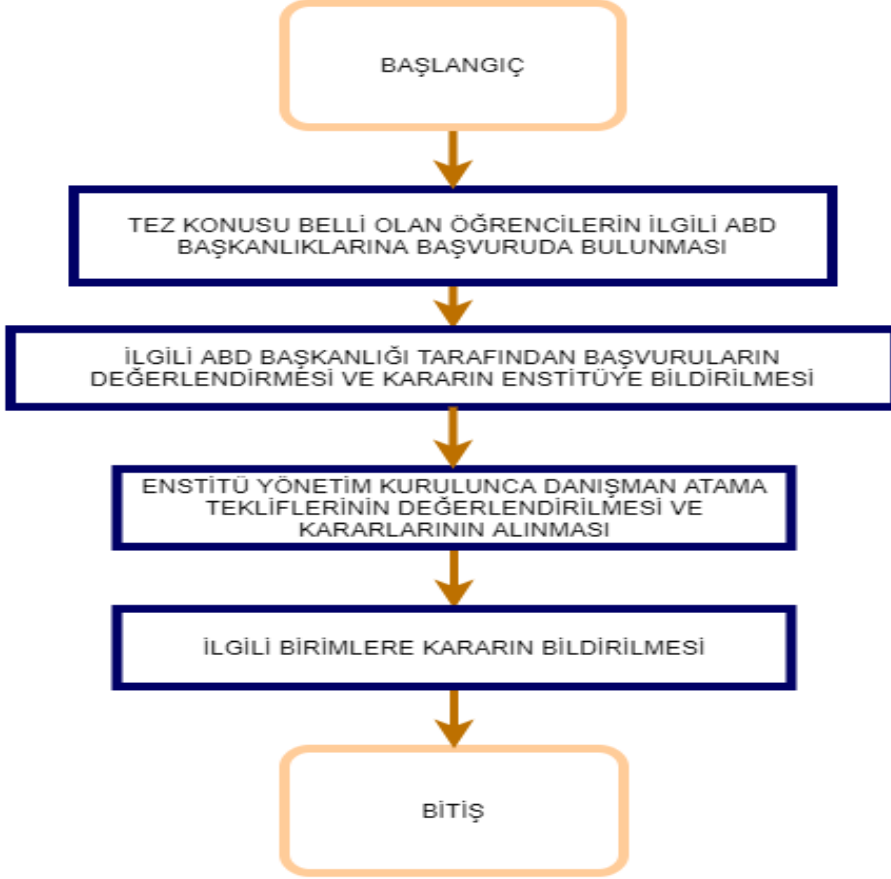 BAŞLANGIÇ
TEZ KONUSU BELLİ OLAN ÖĞRENCİLERİN İLGİLİ ABD
BAŞKANLIKLARINA BAŞVURUDA BULUNMASI
İLGİLİ ABD BAŞKANLIĞI TARAFINDAN BAŞVURULARIN
DEĞERLENDİRMESİ VE KARARIN ENSTİTÜYE BİLDİRİLMESİ
ENSTİTÜ YÖNETİM KURULUNCA DANIŞMAN ATAMA
TEKLİFLERİNİN DEĞERLENDİRİLMESİ VE
KARARLARININ ALINMASI
İLGİLİ BİRİMLERE KARARIN BİLDİRİLMESİ
BİTİŞ